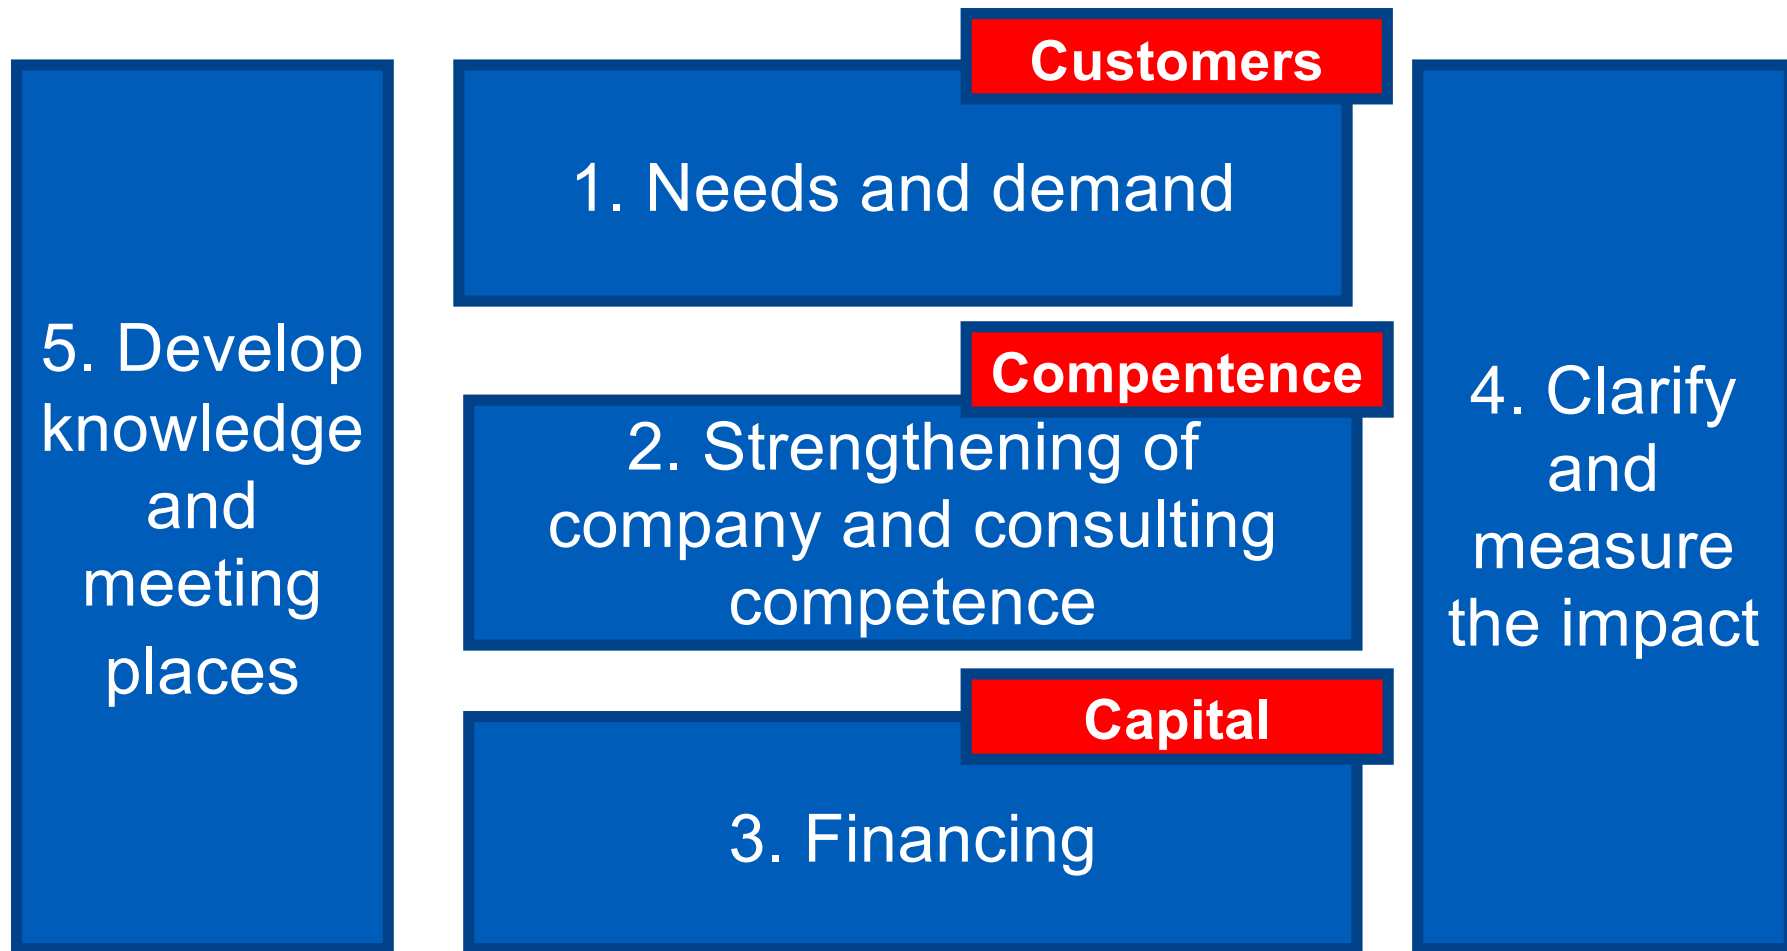 5. Develop
knowledge
and
meeting
places
Customers
1. Needs and demand
Compentence
2. Strengthening of
company and consulting
competence
Capital
3. Financing
4. Clarify
and
measure
the impact